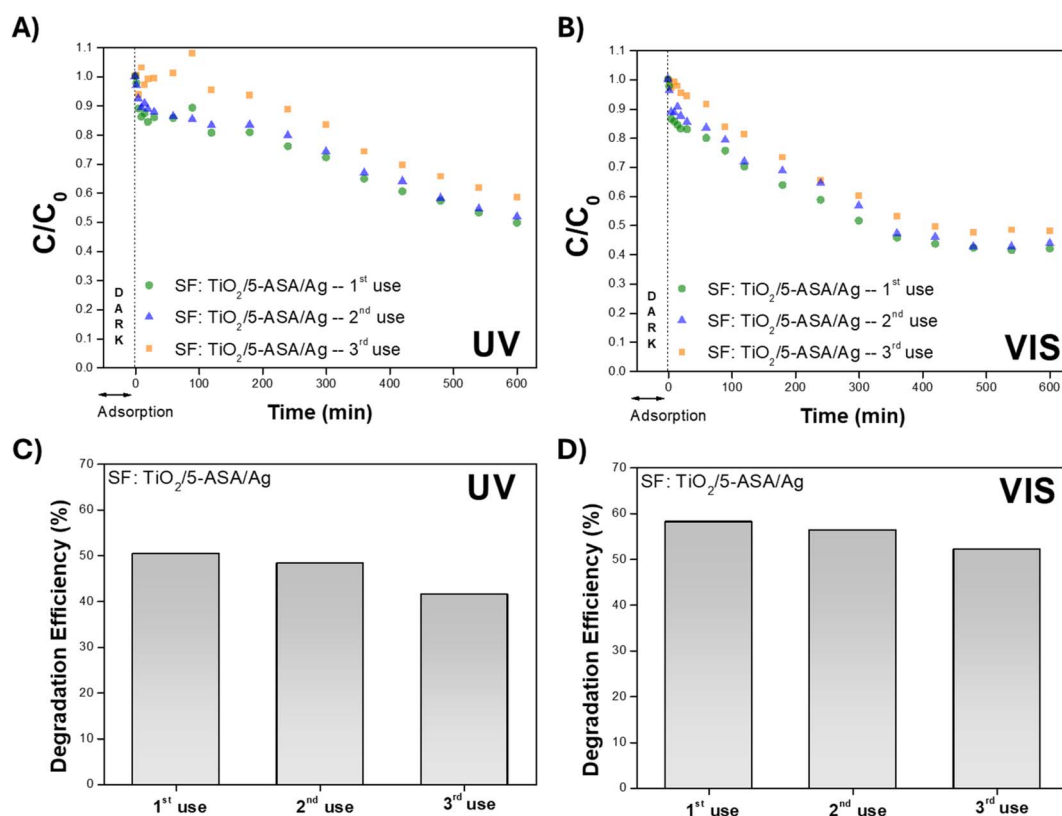 A)
1.1
1.0
0.9
0.8
0.7
0.6
0.5
0.4
0.3
0.2
0.1
0.0
C/C₀
D
A
R
K
SF: TiO₂/5-ASA/Ag -- 1ˢᵗ use
SF: TiO₂/5-ASA/Ag -- 2ⁿᵈ use
SF: TiO₂/5-ASA/Ag -- 3ʳᵈ use
UV
0 100 200 300 400 500 600
Adsorption
Time (min)
B)
1.1
1.0
0.9
0.8
0.7
0.6
0.5
0.4
0.3
0.2
0.1
0.0
C/C₀
D
A
R
K
SF: TiO₂/5-ASA/Ag -- 1ˢᵗ use
SF: TiO₂/5-ASA/Ag -- 2ⁿᵈ use
SF: TiO₂/5-ASA/Ag -- 3ʳᵈ use
VIS
0 100 200 300 400 500 600
Adsorption
Time (min)
C)
70
60
50
40
30
20
10
0
Degradation Efficiency (%)
SF: TiO₂/5-ASA/Ag
UV
1ˢᵗ use 2ⁿᵈ use 3ʳᵈ use
D)
70
60
50
40
30
20
10
0
Degradation Efficiency (%)
SF: TiO₂/5-ASA/Ag
VIS
1ˢᵗ use 2ⁿᵈ use 3ʳᵈ use